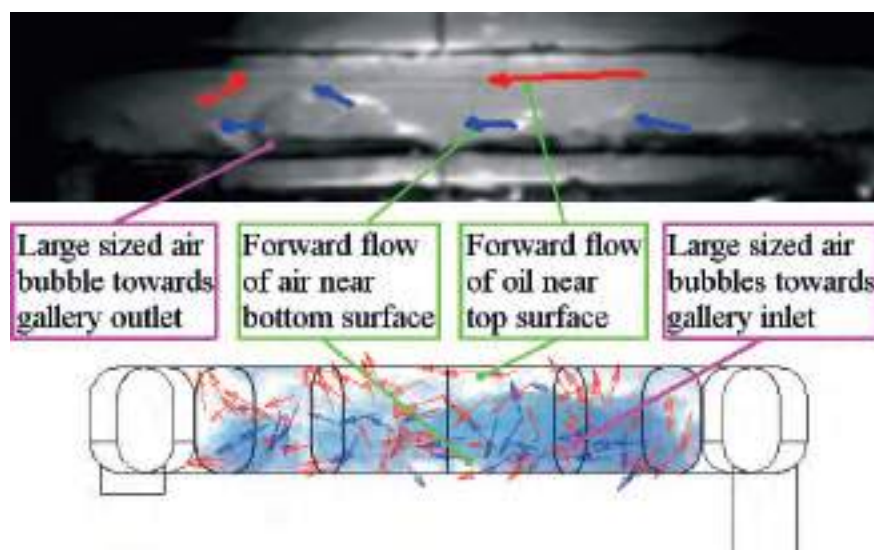 Large sized air
bubble towards
gallery outlet
Forward flow
of air near
bottom surface
Forward flow
of oil near
top surface
Large sized air
bubbles towards
gallery inlet